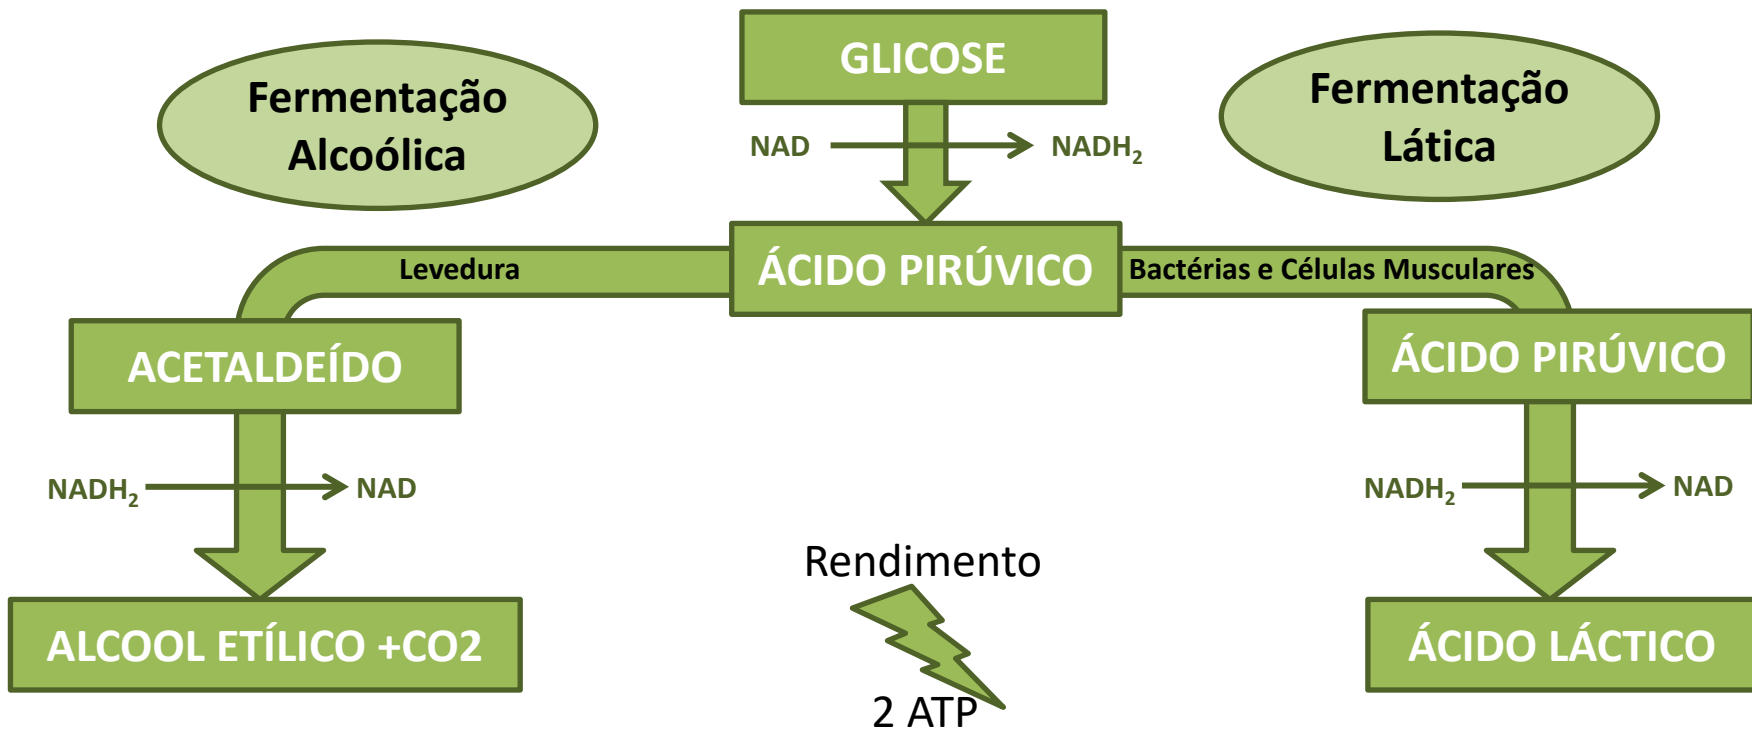 GLICOSE
Fermentação
Alcoólica
Fermentação
Lática
NAD
NADH₂
ÁCIDO PIRÚVICO
Levedura
Bactérias e Células Musculares
ACETALDEÍDO
ÁCIDO PIRÚVICO
NADH₂
NAD
NADH₂
NAD
Rendimento
2 ATP
ALCOOL ETÍLICO +CO2
ÁCIDO LÁCTICO